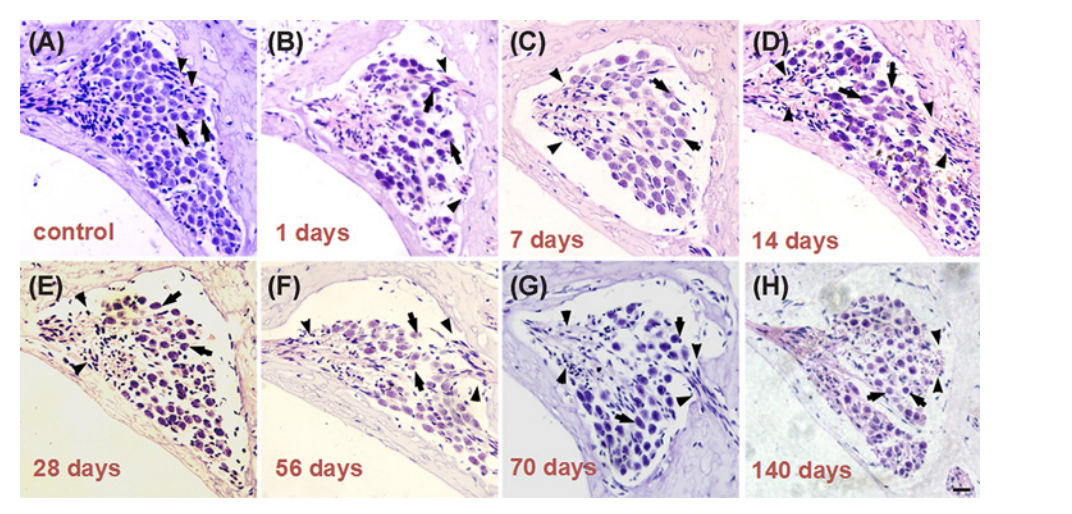 (A)
control
(B)
1 days
(C)
7 days
(D)
14 days
(E)
28 days
(F)
56 days
(G)
70 days
(H)
140 days